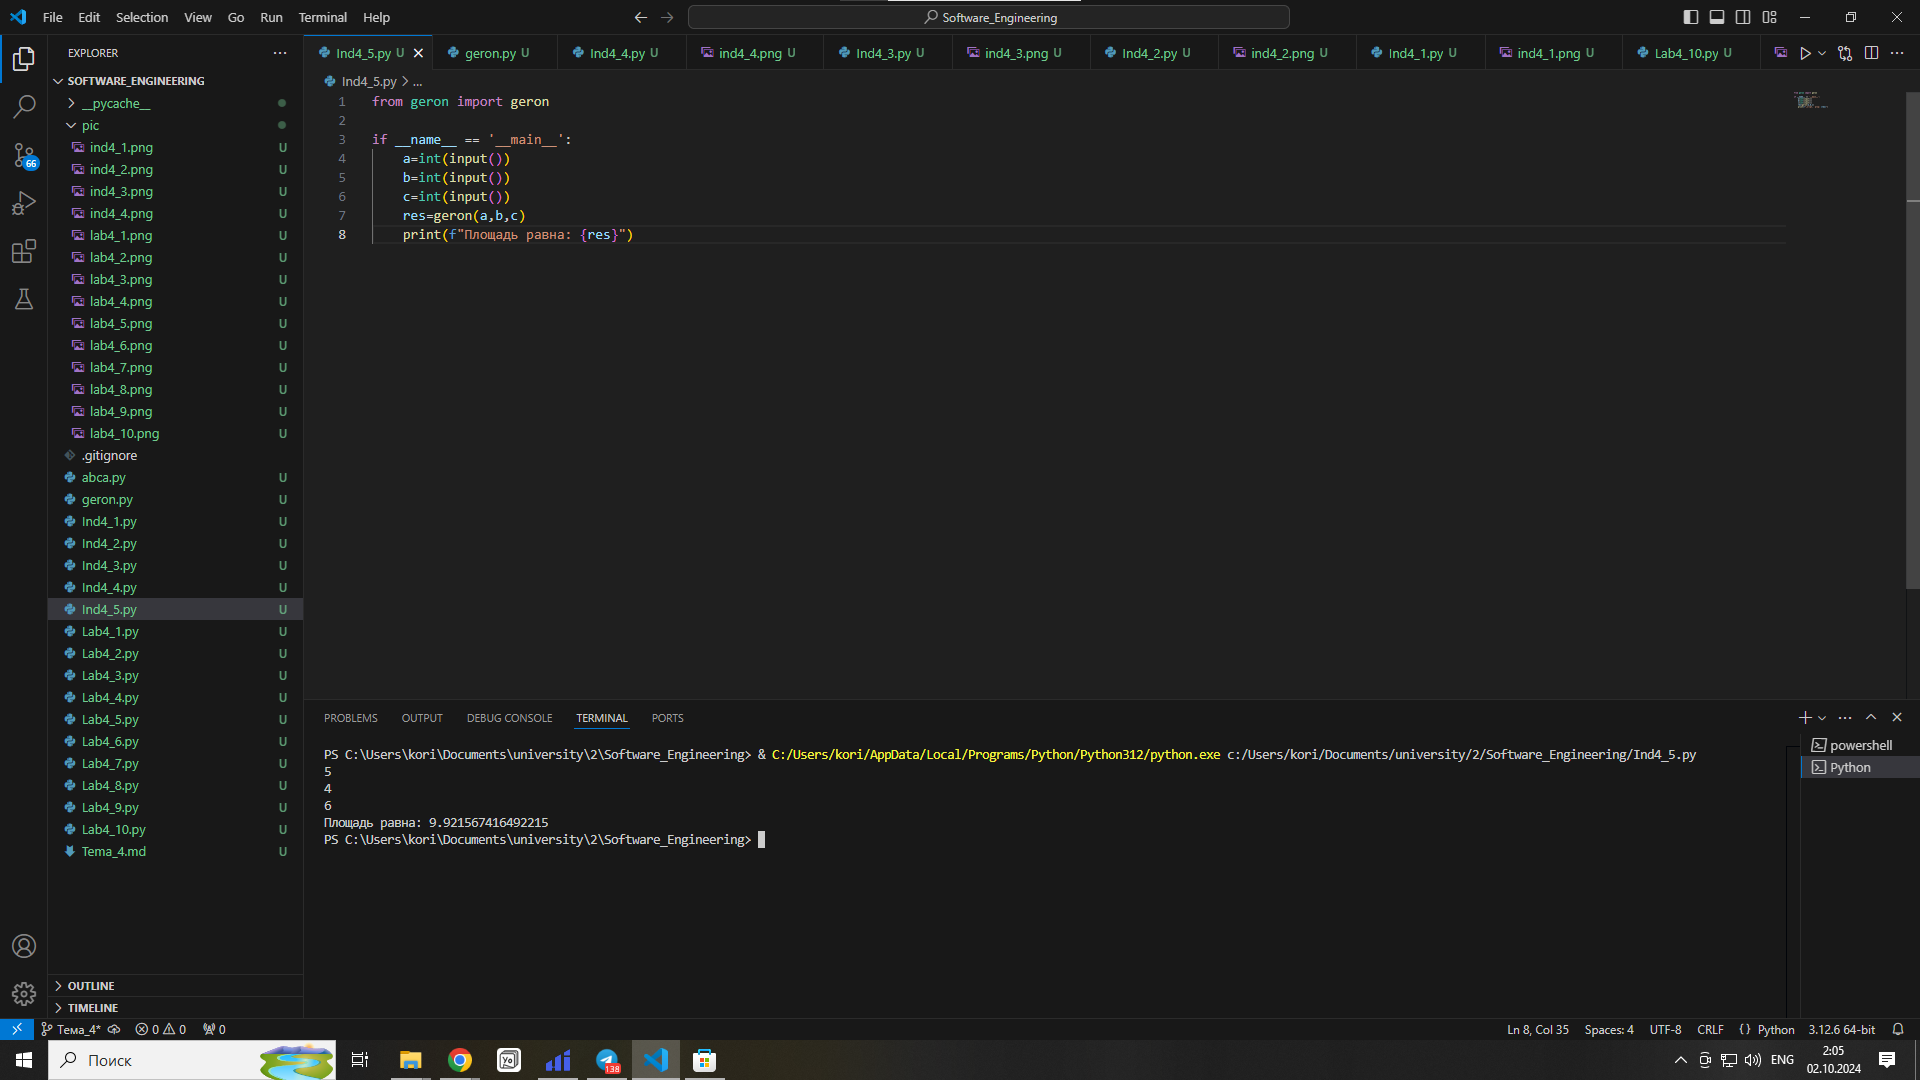 File Edit Selection View Go Run Terminal Help
Software_Engineering
EXPLORER
SOFTWARE_ENGINEERING
__pycache__
pic
ind4_1.png U
ind4_2.png U
ind4_3.png U
ind4_4.png U
lab4_1.png U
lab4_2.png U
lab4_3.png U
lab4_4.png U
lab4_5.png U
lab4_6.png U
lab4_7.png U
lab4_8.png U
lab4_9.png U
lab4_10.png U
.gitignore
abca.py U
geron.py U
Ind4_1.py U
Ind4_2.py U
Ind4_3.py U
Ind4_4.py U
Ind4_5.py U
Lab4_1.py U
Lab4_2.py U
Lab4_3.py U
Lab4_4.py U
Lab4_5.py U
Lab4_6.py U
Lab4_7.py U
Lab4_8.py U
Lab4_9.py U
Lab4_10.py U
Tema_4.md U
OUTLINE
TIMELINE
66
Ind4_5.py U geron.py U Ind4_4.py U ind4_4.png U Ind4_3.py U ind4_3.png U Ind4_2.py U ind4_2.png U Ind4_1.py U ind4_1.png U Lab4_10.py U
Ind4_5.py > ...
1 from geron import geron
2
3 if __name__ == '__main__':
4 a=int(input())
5 b=int(input())
6 c=int(input())
7 res=geron(a,b,c)
8 print(f"Площадь равна: {res}")
PROBLEMS OUTPUT DEBUG CONSOLE TERMINAL PORTS
PS C:\Users\kori\Documents\university\2\Software_Engineering> & C:/Users/kori/AppData/Local/Programs/Python/Python312/python.exe c:/Users/kori/Documents/university/2/Software_Engineering/Ind4_5.py
5
4
6
Площадь равна: 9.921567416492215
PS C:\Users\kori\Documents\university\2\Software_Engineering>
powershell
Python
Тема_4* 0 0 0
Ln 8, Col 35 Spaces: 4 UTF-8 CRLF {} Python 3.12.6 64-bit
Поиск
138
ENG
2:05
02.10.2024